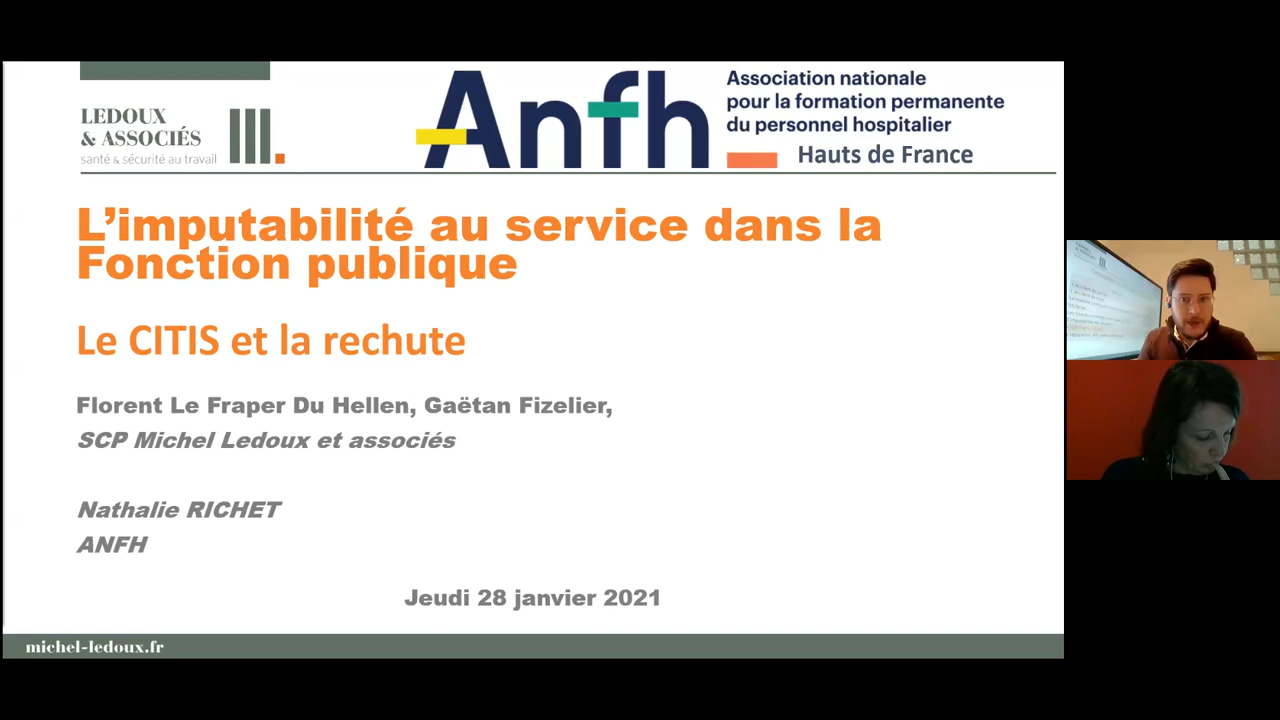 LEDOUX
& ASSOCIÉS
santé & sécurité au travail
Anfh
Association nationale
pour la formation permanente
du personnel hospitalier
Hauts de France
L’imputabilité au service dans la
Fonction publique
Le CITIS et la rechute
Florent Le Fraper Du Hellen, Gaëtan Fizelier,
SCP Michel Ledoux et associés
Nathalie RICHET
ANFH
Jeudi 28 janvier 2021
michel-ledoux.fr